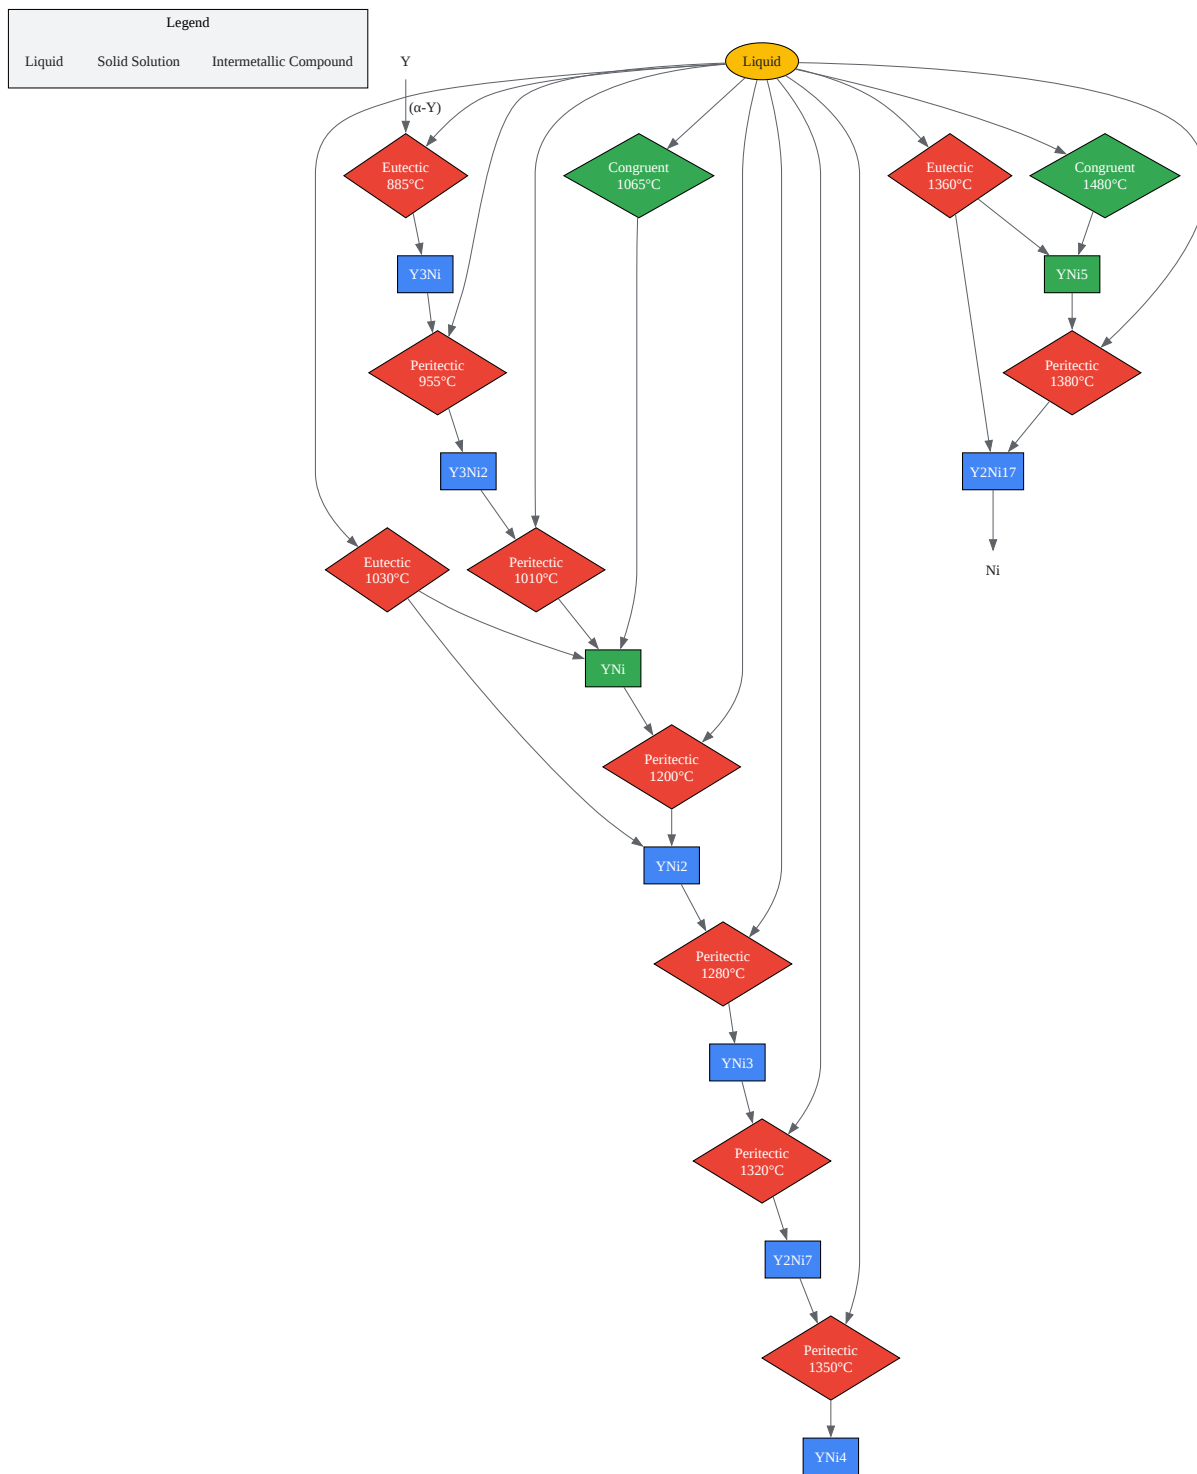 Legend
Liquid Solid Solution Intermetallic Compound
Y
Liquid
(α-Y)
Eutectic
885°C
Congruent
1065°C
Eutectic
1360°C
Congruent
1480°C
Y3Ni
YNi5
Peritectic
955°C
Peritectic
1380°C
Y3Ni2
Y2Ni17
Eutectic
1030°C
Peritectic
1010°C
Ni
YNi
Peritectic
1200°C
YNi2
Peritectic
1280°C
YNi3
Peritectic
1320°C
Y2Ni7
Peritectic
1350°C
YNi4